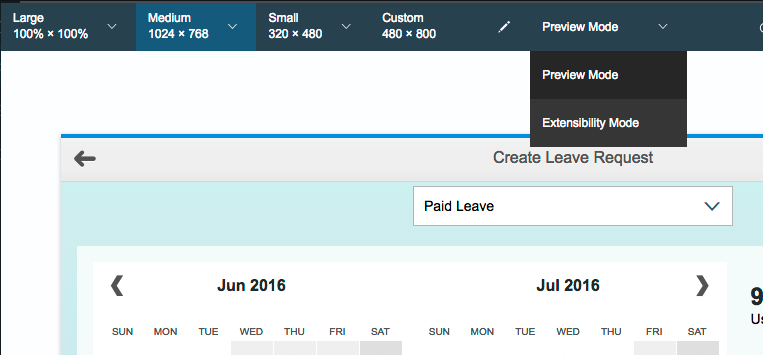 Large
100% × 100%
Medium
1024 × 768
Small
320 × 480
Custom
480 × 800
Preview Mode
Preview Mode
Extensibility Mode
Create Leave Request
Paid Leave
Jun 2016
Jul 2016
9
SUN MON TUE WED THU FRI SAT
SUN MON TUE WED THU FRI SAT